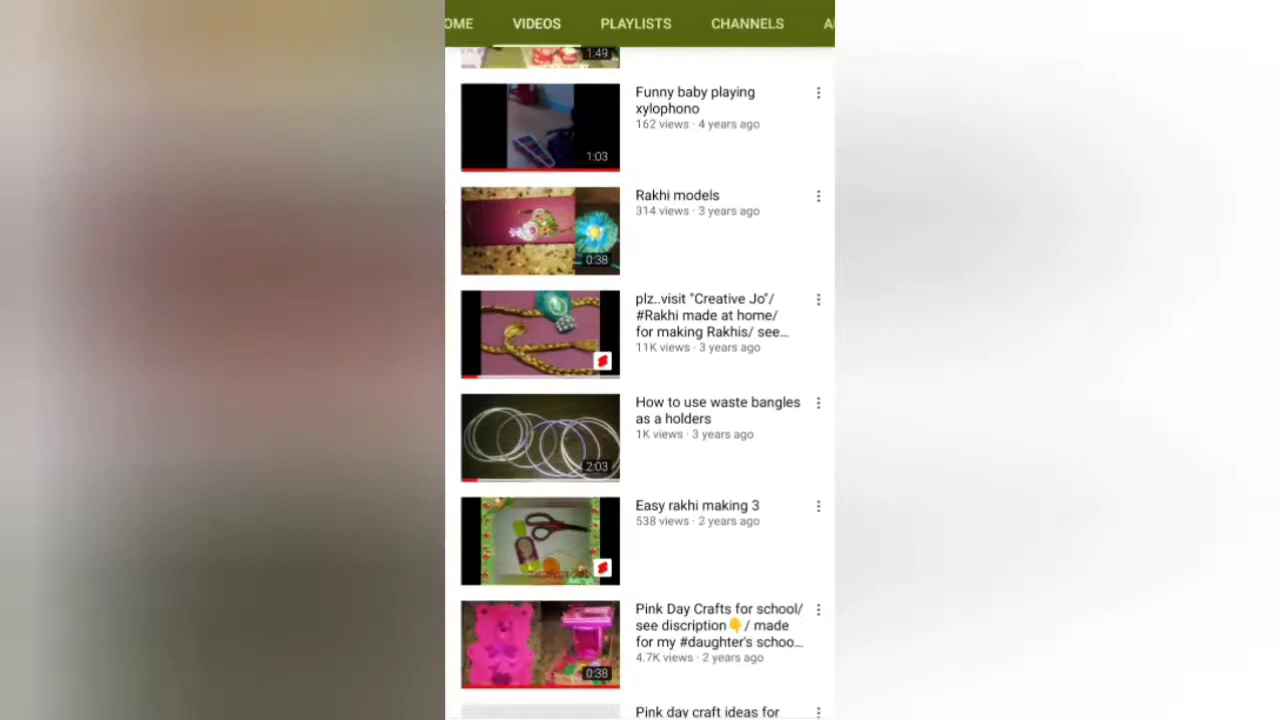 OME VIDEOS PLAYLISTS CHANNELS A
1:49
Funny baby playing
xylophono
162 views · 4 years ago
1:03
Rakhi models
314 views · 3 years ago
0:38
plz..visit "Creative Jo"/
#Rakhi made at home/
for making Rakhis/ see...
11K views · 3 years ago
How to use waste bangles
as a holders
1K views · 3 years ago
2:03
Easy rakhi making 3
538 views · 2 years ago
Pink Day Crafts for school/
see discription👇/ made
for my #daughter's schoo...
4.7K views · 2 years ago
0:38
Pink day craft ideas for